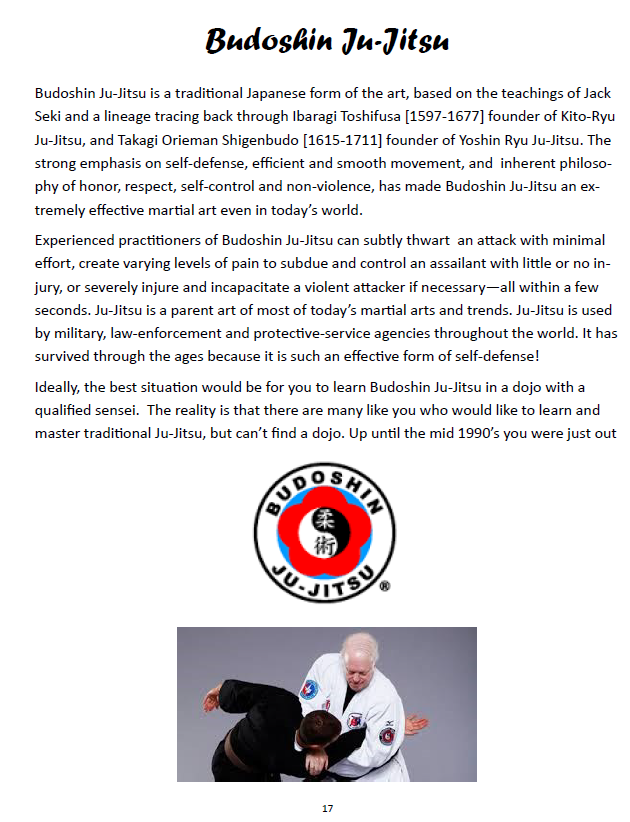 Budoshin Ju-Jitsu
Budoshin Ju-Jitsu is a traditional Japanese form of the art, based on the teachings of Jack
Seki and a lineage tracing back through Ibaragi Toshifusa [1597-1677] founder of Kito-Ryu
Ju-Jitsu, and Takagi Orieman Shigenbudo [1615-1711] founder of Yoshin Ryu Ju-Jitsu. The
strong emphasis on self-defense, efficient and smooth movement, and  inherent philoso-
phy of honor, respect, self-control and non-violence, has made Budoshin Ju-Jitsu an ex-
tremely effective martial art even in today’s world.
Experienced practitioners of Budoshin Ju-Jitsu can subtly thwart  an attack with minimal
effort, create varying levels of pain to subdue and control an assailant with little or no in-
jury, or severely injure and incapacitate a violent attacker if necessary—all within a few
seconds. Ju-Jitsu is a parent art of most of today’s martial arts and trends. Ju-Jitsu is used
by military, law-enforcement and protective-service agencies throughout the world. It has
survived through the ages because it is such an effective form of self-defense!
Ideally, the best situation would be for you to learn Budoshin Ju-Jitsu in a dojo with a
qualified sensei.  The reality is that there are many like you who would like to learn and
master traditional Ju-Jitsu, but can’t find a dojo. Up until the mid 1990’s you were just out
BUDOSHIN
柔
術
JU-JITSU
®
17